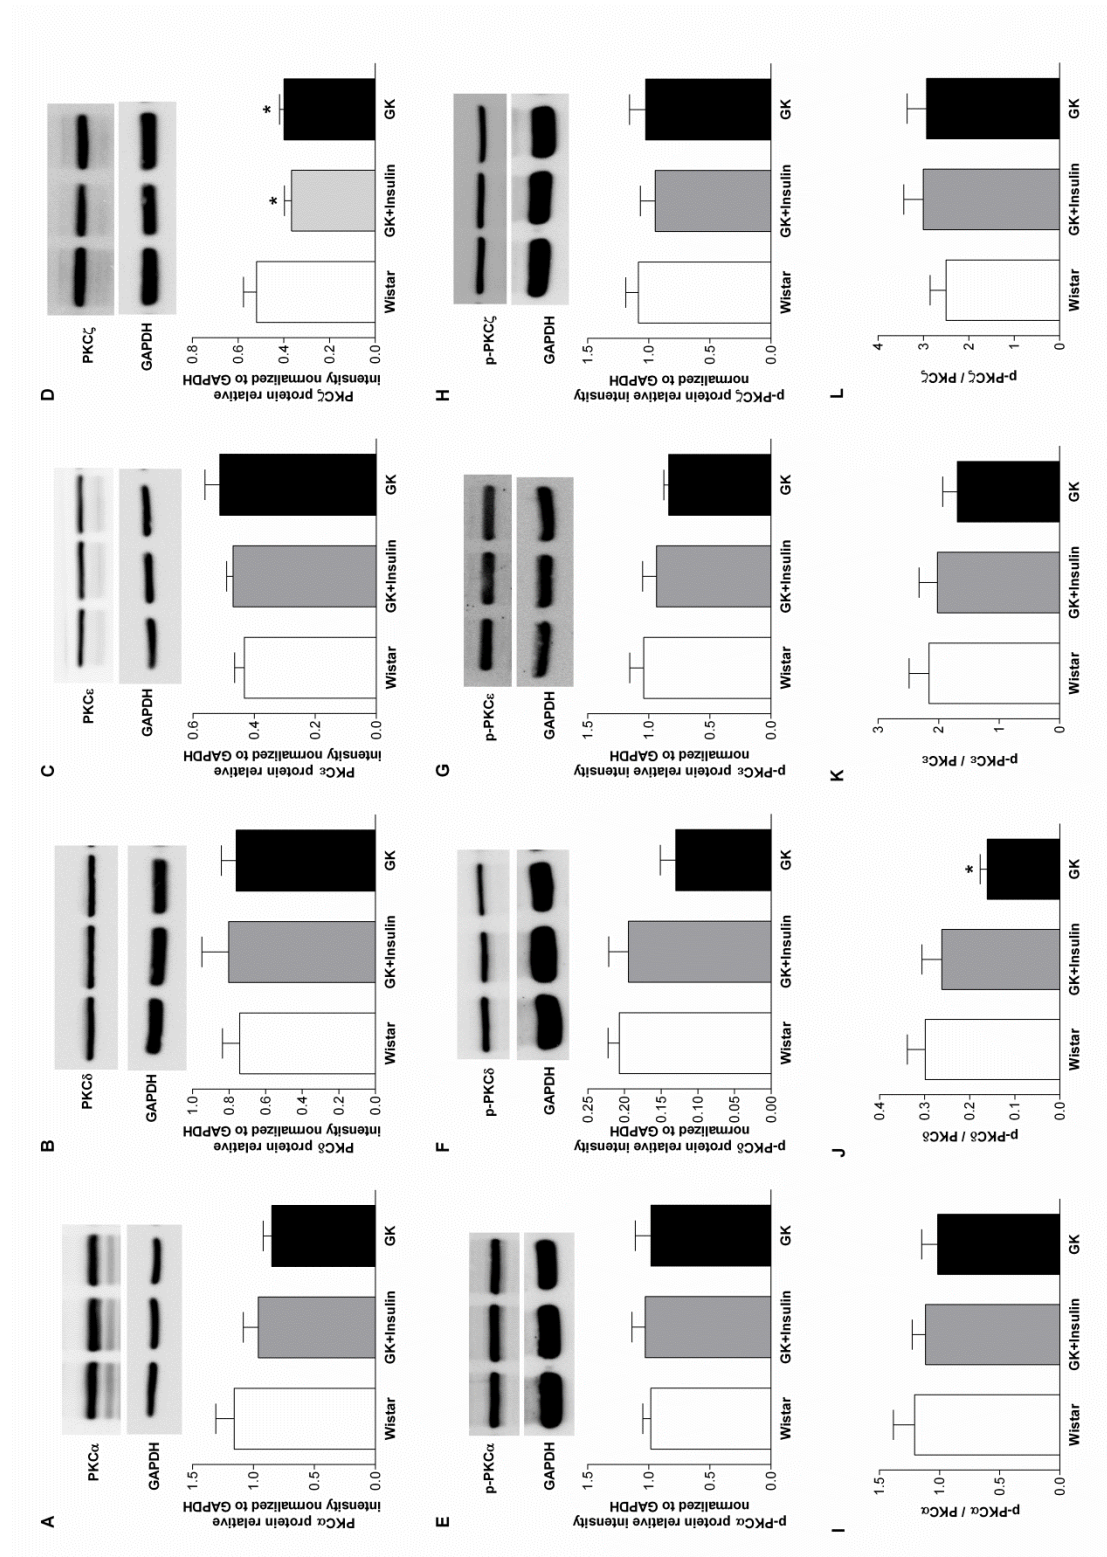 A
PKCα
GAPDH
PKCα protein relative
intensity normalized to GAPDH
1.5
1.0
0.5
0.0
Wistar
GK+Insulin
GK
B
PKCδ
GAPDH
PKCδ protein relative
intensity normalized to GAPDH
1.0
0.8
0.6
0.4
0.2
0.0
Wistar
GK+Insulin
GK
C
PKCε
GAPDH
PKCε protein relative
intensity normalized to GAPDH
0.6
0.4
0.2
0.0
Wistar
GK+Insulin
GK
D
PKCζ
GAPDH
PKCζ protein relative
intensity normalized to GAPDH
0.8
0.6
0.4
0.2
0.0
*
*
Wistar
GK+Insulin
GK
E
p-PKCα
GAPDH
p-PKCα protein relative intensity
normalized to GAPDH
1.5
1.0
0.5
0.0
Wistar
GK+Insulin
GK
F
p-PKCδ
GAPDH
p-PKCδ protein relative intensity
normalized to GAPDH
0.25
0.20
0.15
0.10
0.05
0.00
Wistar
GK+Insulin
GK
G
p-PKCε
GAPDH
p-PKCε protein relative intensity
normalized to GAPDH
1.5
1.0
0.5
0.0
Wistar
GK+Insulin
GK
H
p-PKCζ
GAPDH
p-PKCζ protein relative intensity
normalized to GAPDH
1.5
1.0
0.5
0.0
Wistar
GK+Insulin
GK
I
p-PKCα / PKCα
1.5
1.0
0.5
0.0
Wistar
GK+Insulin
GK
J
p-PKCδ / PKCδ
0.4
0.3
0.2
0.1
0.0
*
Wistar
GK+Insulin
GK
K
p-PKCε / PKCε
3
2
1
0
Wistar
GK+Insulin
GK
L
p-PKCζ / PKCζ
4
3
2
1
0
Wistar
GK+Insulin
GK